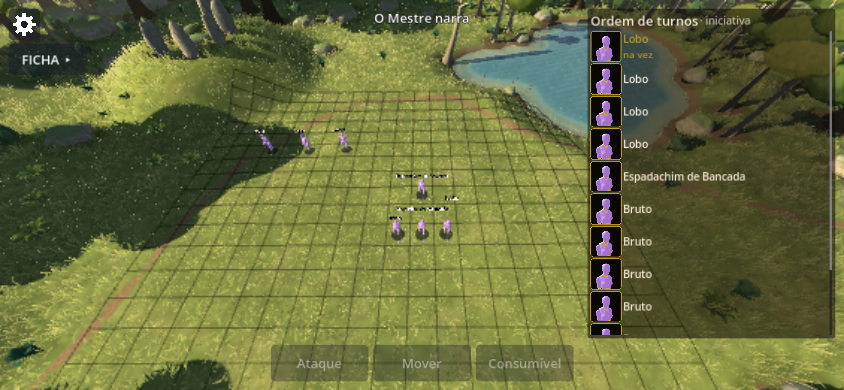 O Mestre narra
FICHA
Ordem de turnos · iniciativa
Lobo
na vez
Lobo
Lobo
Lobo
Espadachim de Bancada
Bruto
Bruto
Bruto
Bruto
Ataque
Mover
Consumível